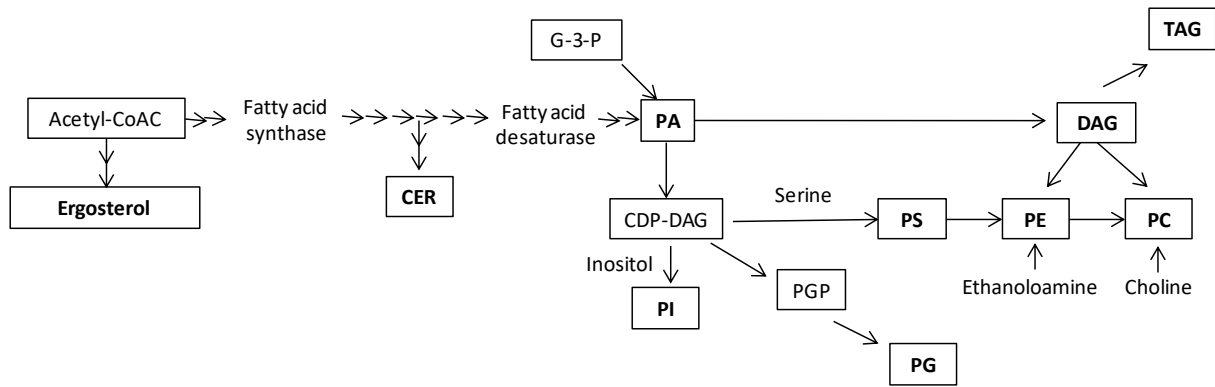 TAG
G-3-P
Acetyl-CoAC
Fatty acid
synthase
Fatty acid
desaturase
PA
DAG
Ergosterol
CER
CDP-DAG
Serine
PS
PE
PC
Inositol
PI
PGP
Ethanoloamine
Choline
PG